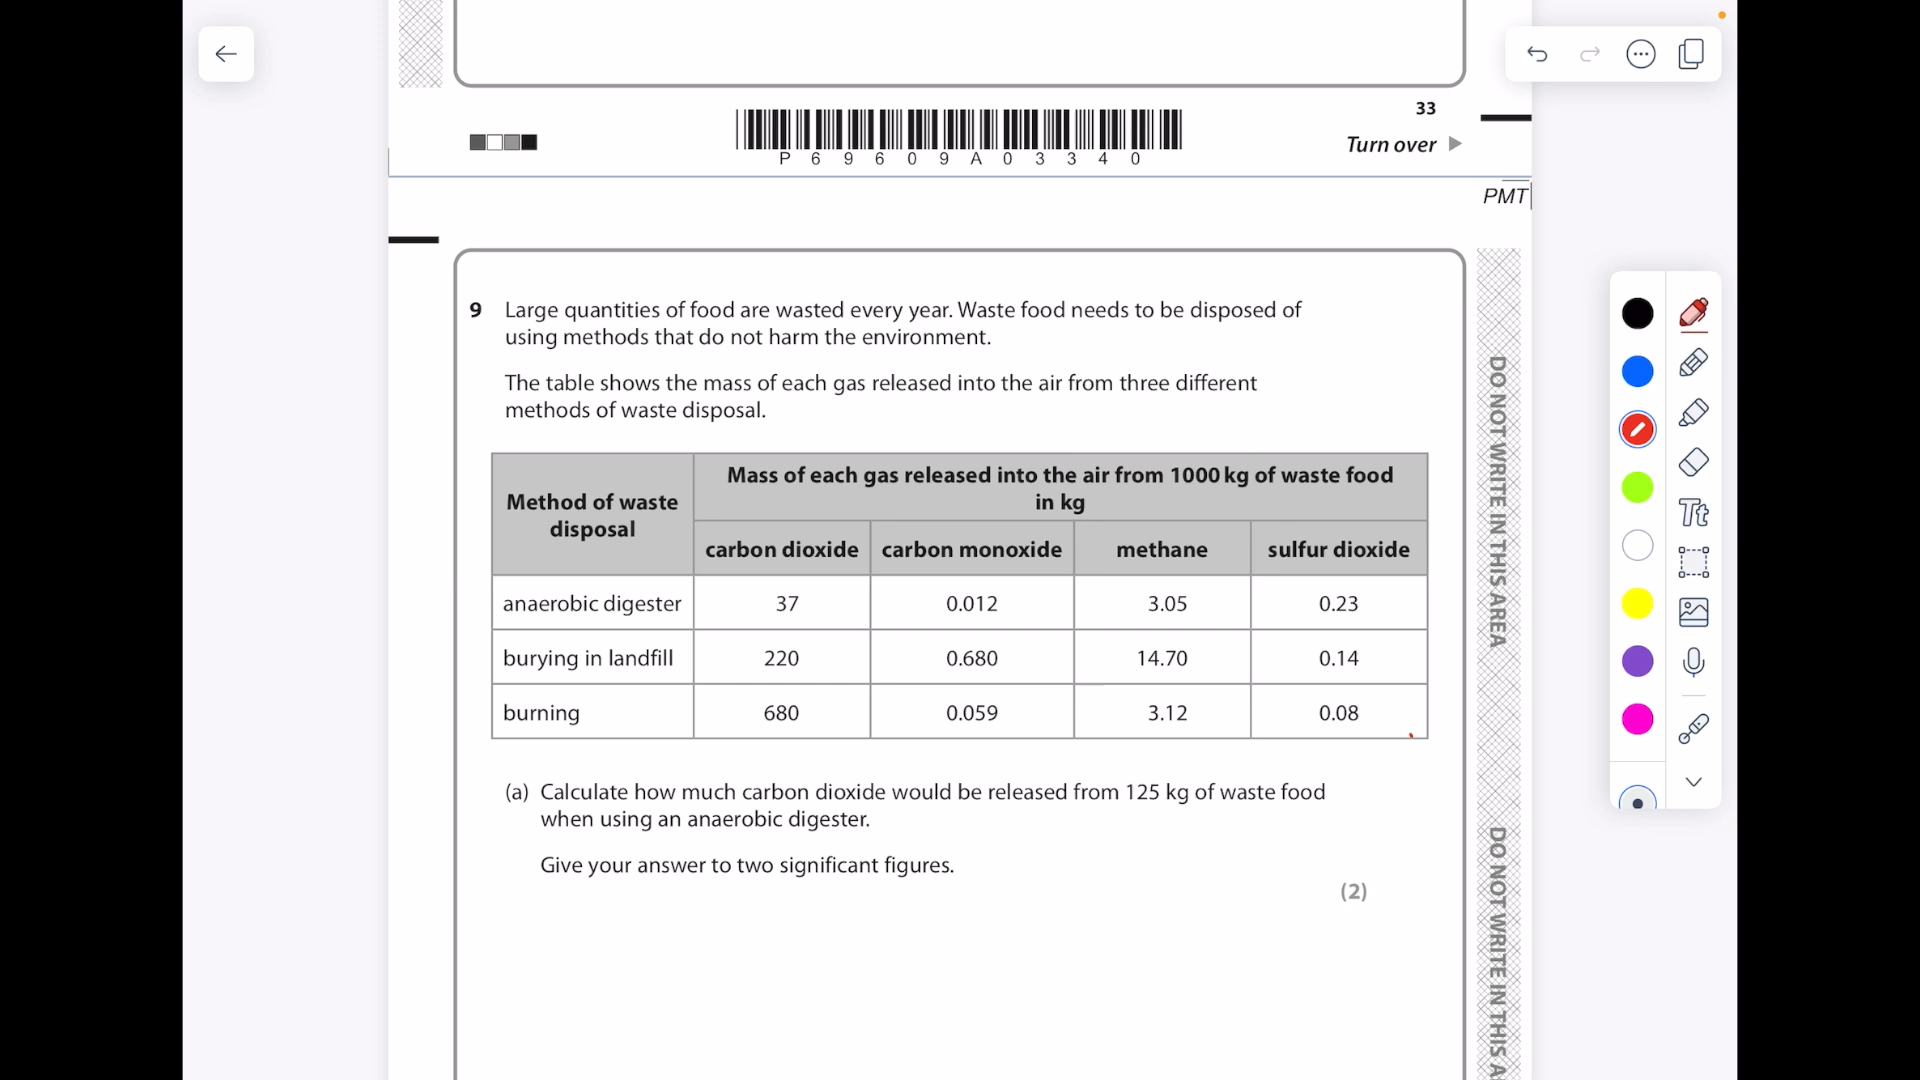 33
P 6 9 6 0 9 A 0 3 3 4 0
Turn over
PMT
9 Large quantities of food are wasted every year. Waste food needs to be disposed of
using methods that do not harm the environment.
The table shows the mass of each gas released into the air from three different
methods of waste disposal.
Method of waste disposal
Mass of each gas released into the air from 1000 kg of waste food
in kg
carbon dioxide carbon monoxide methane sulfur dioxide
anaerobic digester 37 0.012 3.05 0.23
burying in landfill 220 0.680 14.70 0.14
burning 680 0.059 3.12 0.08
(a) Calculate how much carbon dioxide would be released from 125 kg of waste food
when using an anaerobic digester.
Give your answer to two significant figures.
(2)
DO NOT WRITE IN THIS AREA
DO NOT WRITE IN THIS A
Tt